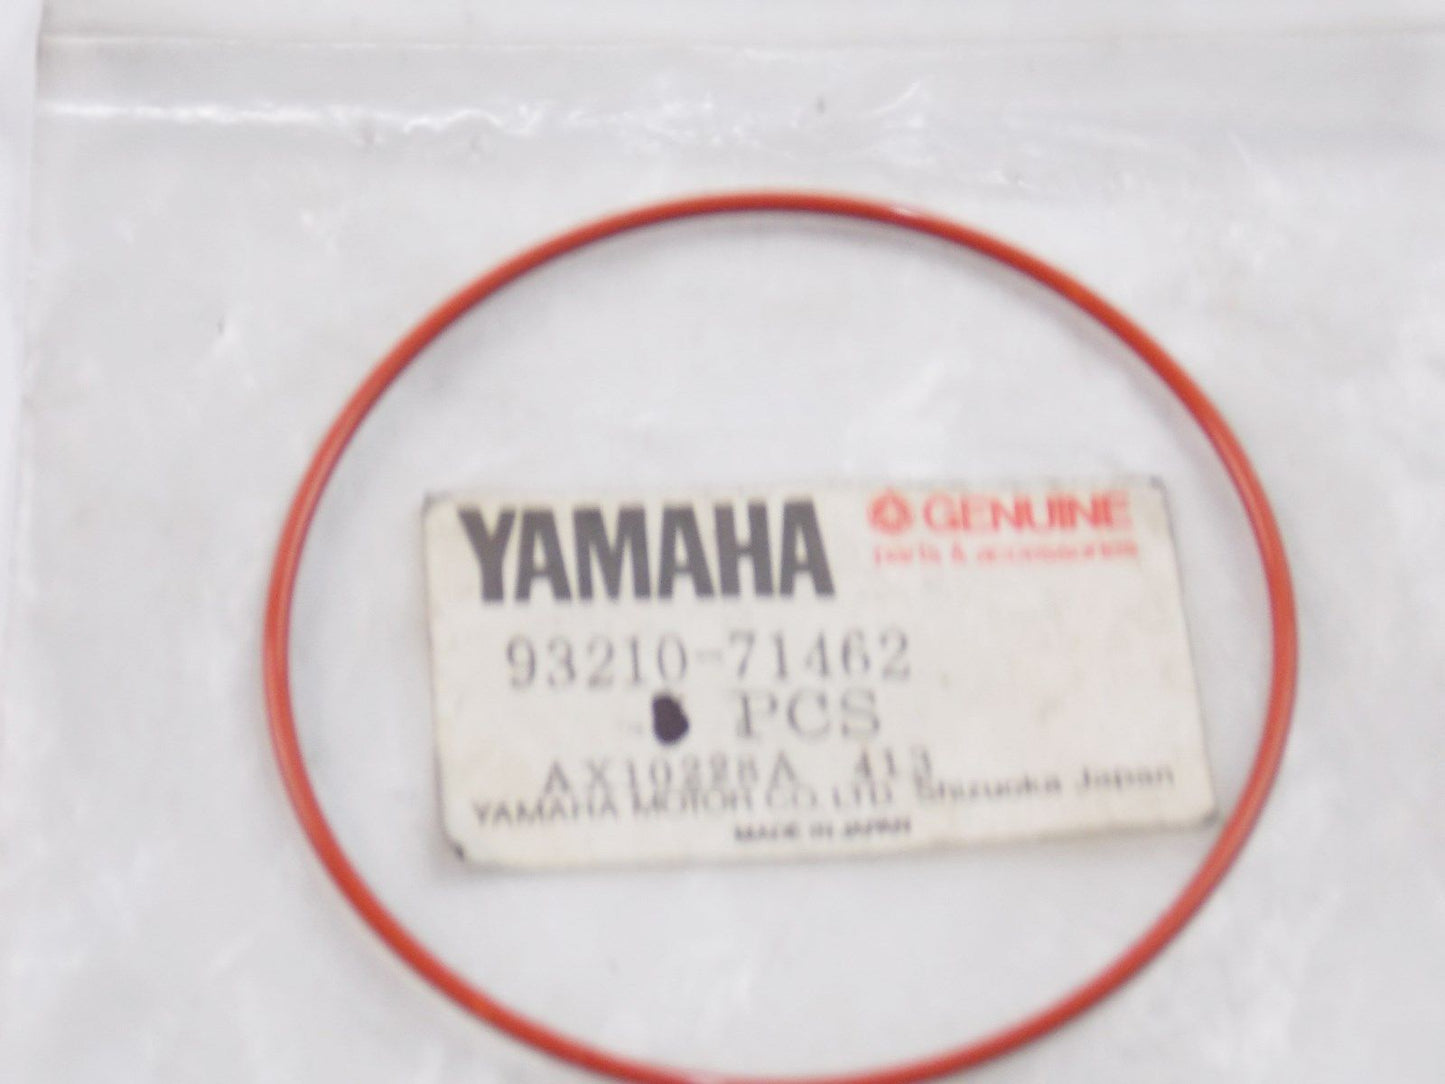 YAMAHA
GENUINE
parts & accessories
93210-71462
PCS
AX10228A 413
YAMAHA MOTOR CO. LTD. Shizuoka Japan
MADE IN JAPAN